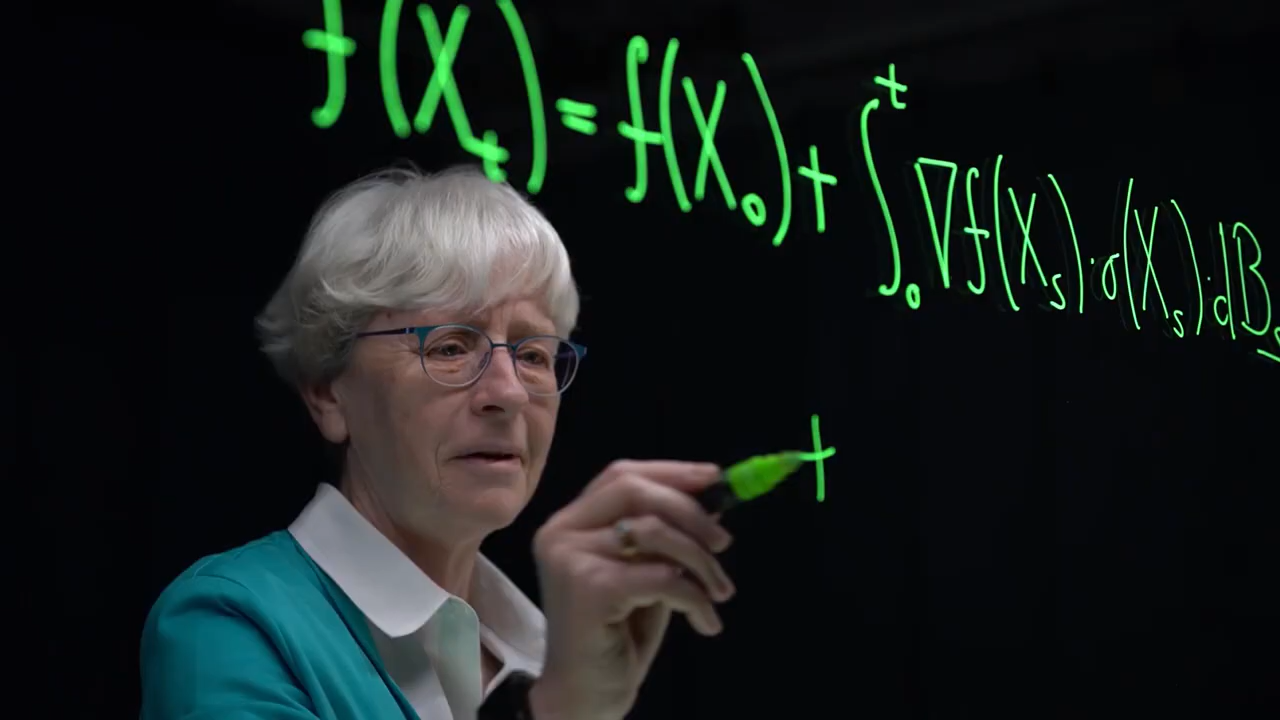 f(X_t) = f(X_0) + ∫_0^t ∇f(X_s)·σ(X_s)·dB_s
+